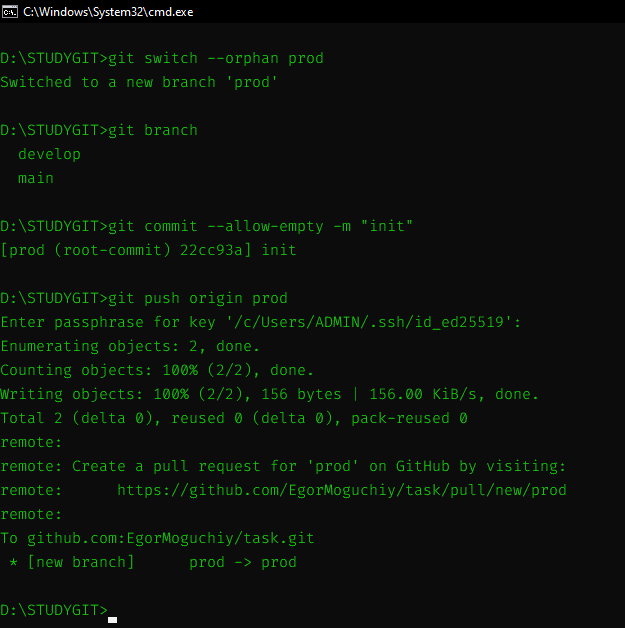 C:\Windows\System32\cmd.exe
D:\STUDYGIT>git switch --orphan prod
Switched to a new branch 'prod'
D:\STUDYGIT>git branch
  develop
  main
D:\STUDYGIT>git commit --allow-empty -m "init"
[prod (root-commit) 22cc93a] init
D:\STUDYGIT>git push origin prod
Enter passphrase for key '/c/Users/ADMIN/.ssh/id_ed25519':
Enumerating objects: 2, done.
Counting objects: 100% (2/2), done.
Writing objects: 100% (2/2), 156 bytes | 156.00 KiB/s, done.
Total 2 (delta 0), reused 0 (delta 0), pack-reused 0
remote:
remote: Create a pull request for 'prod' on GitHub by visiting:
remote:      https://github.com/EgorMoguchiy/task/pull/new/prod
remote:
To github.com:EgorMoguchiy/task.git
 * [new branch]      prod -> prod
D:\STUDYGIT>